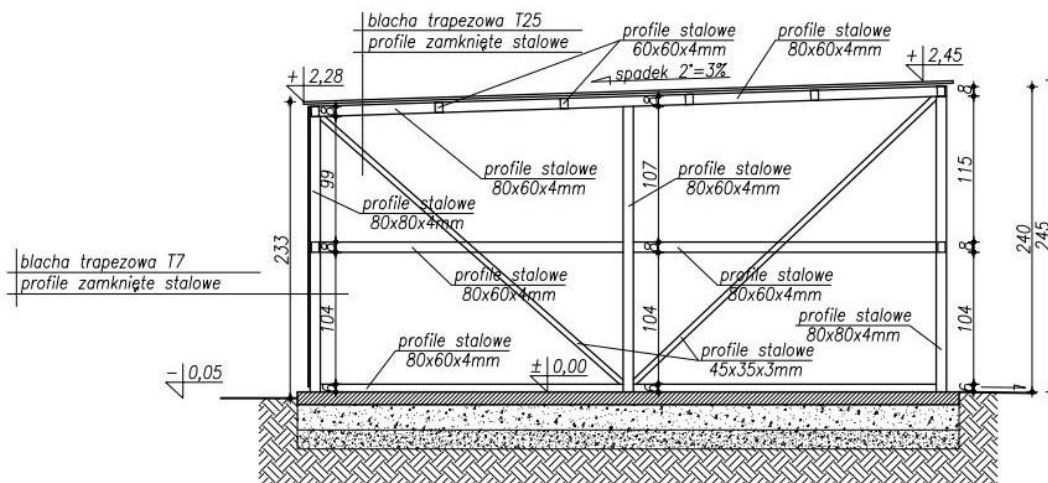 blacha trapezowa T25
profile zamknięte stalowe
profile stalowe
60x60x4mm
profile stalowe
80x60x4mm
spadek 2°=3%
+ 2,28
+ 2,45
profile stalowe
80x60x4mm
profile stalowe
80x60x4mm
profile stalowe
80x80x4mm
blacha trapezowa T7
profile zamknięte stalowe
profile stalowe
80x60x4mm
profile stalowe
80x60x4mm
profile stalowe
80x80x4mm
profile stalowe
80x60x4mm
profile stalowe
45x35x3mm
- 0,05
± 0,00
233
99
104
107
104
8
115
8
104
240
245